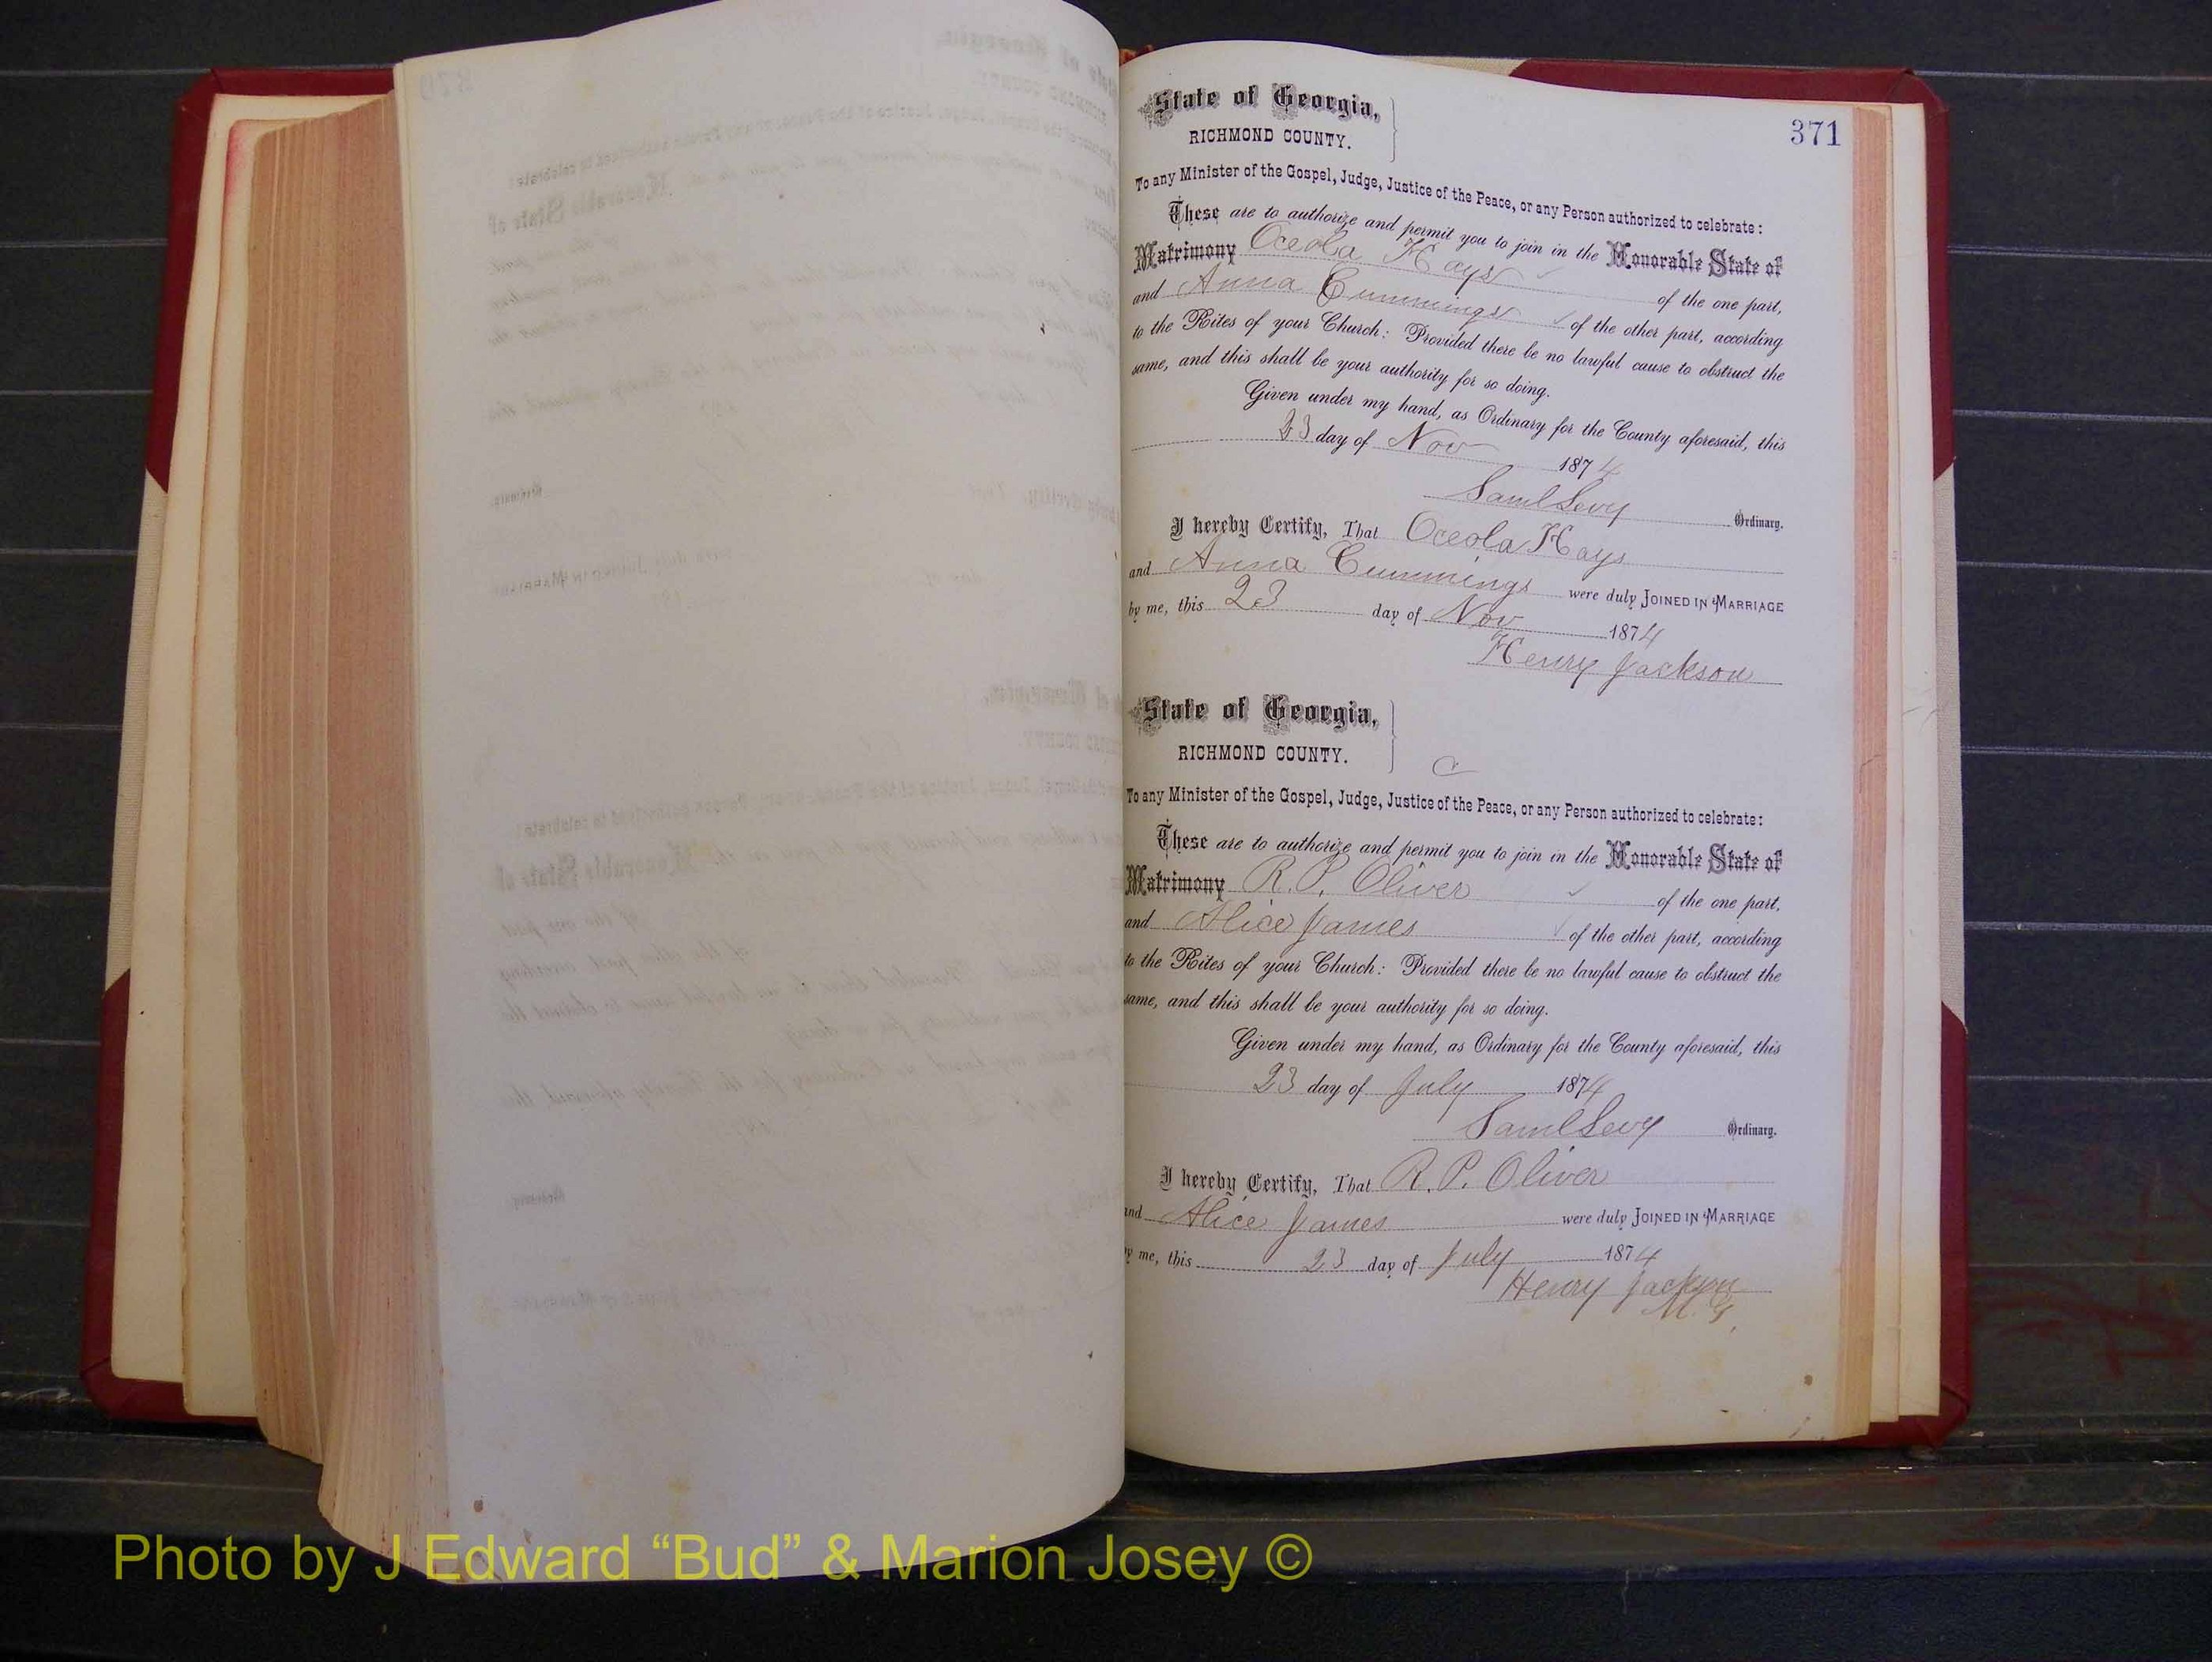 371
State of Georgia,
RICHMOND COUNTY.
To any Minister of the Gospel, Judge, Justice of the Peace, or any Person authorized to celebrate:
These are to authorize and permit you to join in the Honorable State of
Matrimony Oceola Hays of the one part,
and Anna Cummings of the other part, according
to the Rites of your Church: Provided there be no lawful cause to obstruct the
same, and this shall be your authority for so doing.
Given under my hand, as Ordinary for the County aforesaid, this
23 day of Nov 1874
Saml Levy Ordinary.
I hereby Certify, That Oceola Hays
and Anna Cummings were duly JOINED IN MARRIAGE
by me, this 23 day of Nov 1874
Henry Jackson
State of Georgia,
RICHMOND COUNTY.
C
To any Minister of the Gospel, Judge, Justice of the Peace, or any Person authorized to celebrate:
These are to authorize and permit you to join in the Honorable State of
Matrimony R. P. Oliver of the one part,
and Alice James of the other part, according
to the Rites of your Church: Provided there be no lawful cause to obstruct the
same, and this shall be your authority for so doing.
Given under my hand, as Ordinary for the County aforesaid, this
23 day of July 1874
Saml Levy Ordinary.
I hereby Certify, That R. P. Oliver
and Alice James were duly JOINED IN MARRIAGE
by me, this 23 day of July 1874
Henry Jackson
M. G.
Photo by J Edward “Bud” & Marion Josey ©